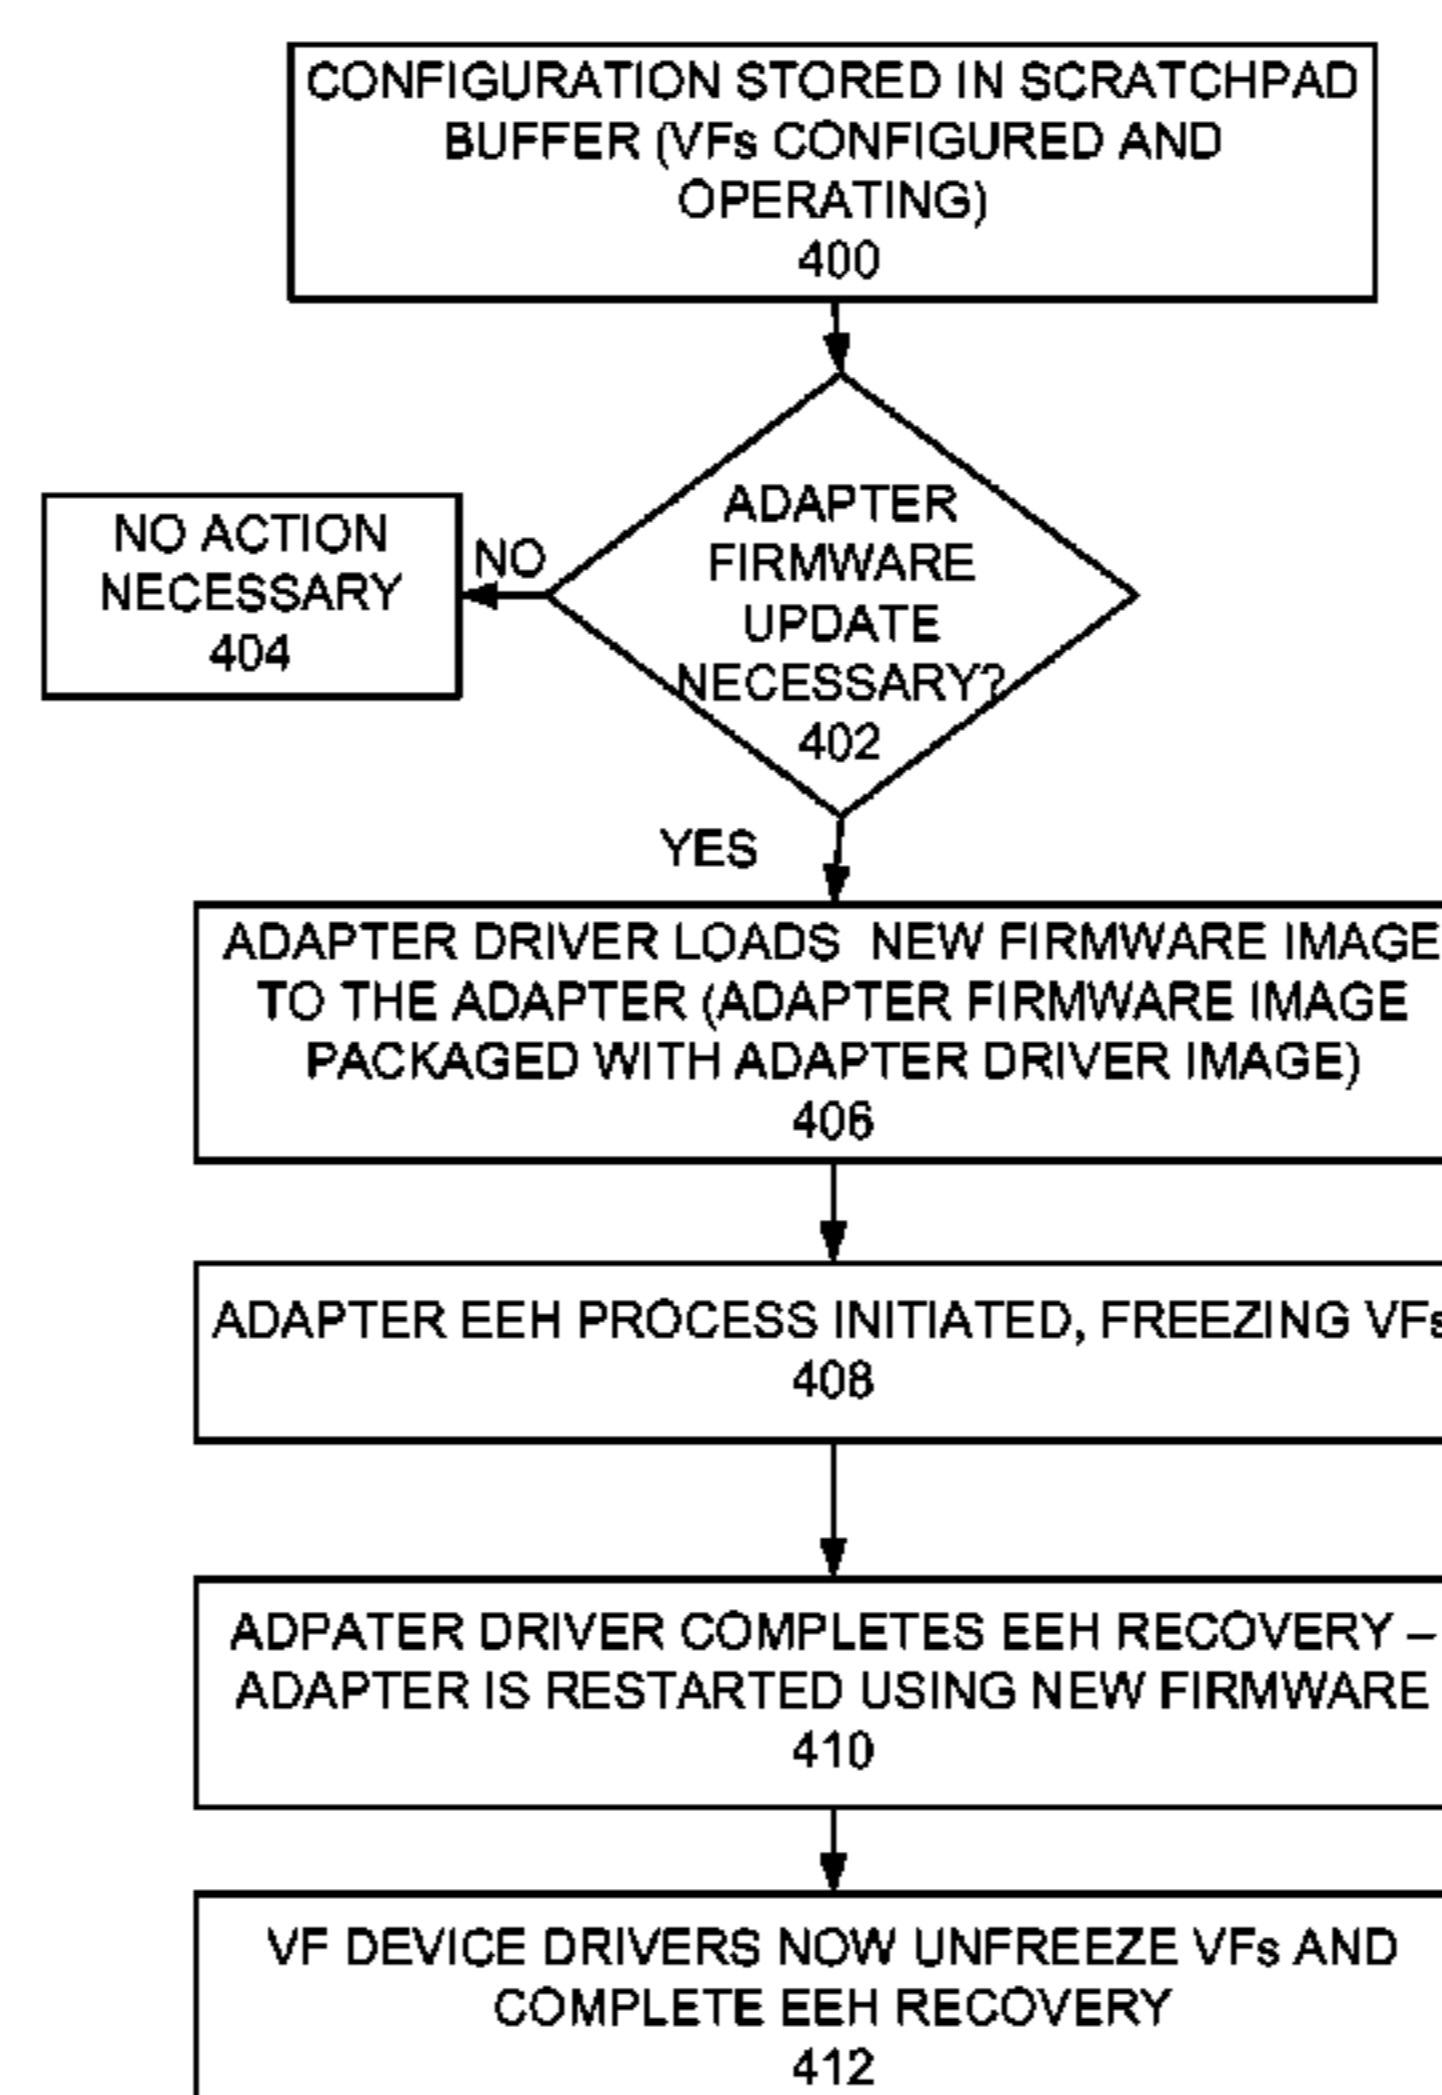 CONFIGURATION STORED IN SCRATCHPAD
BUFFER (VFs CONFIGURED AND
OPERATING)
400
ADAPTER
FIRMWARE
UPDATE
NECESSARY?
402
NO
NO ACTION
NECESSARY
404
YES
ADAPTER DRIVER LOADS NEW FIRMWARE IMAGE
TO THE ADAPTER (ADAPTER FIRMWARE IMAGE
PACKAGED WITH ADAPTER DRIVER IMAGE)
406
ADAPTER EEH PROCESS INITIATED, FREEZING VFs
408
ADPATER DRIVER COMPLETES EEH RECOVERY –
ADAPTER IS RESTARTED USING NEW FIRMWARE
410
VF DEVICE DRIVERS NOW UNFREEZE VFs AND
COMPLETE EEH RECOVERY
412